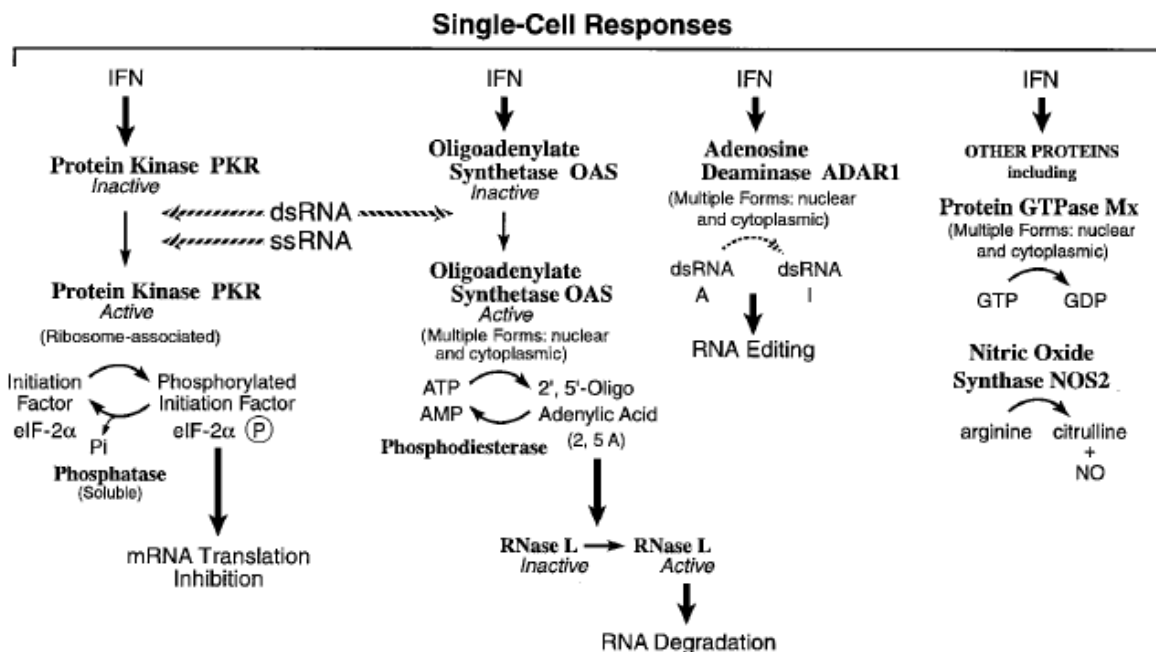 Single-Cell Responses
IFN
Protein Kinase PKR
Inactive
dsRNA
ssRNA
Protein Kinase PKR
Active
(Ribosome-associated)
Initiation
Factor
eIF-2α
Phosphorylated
Initiation Factor
eIF-2α P
Pi
Phosphatase
(Soluble)
mRNA Translation
Inhibition
IFN
Oligoadenylate
Synthetase OAS
Inactive
Oligoadenylate
Synthetase OAS
Active
(Multiple Forms: nuclear
and cytoplasmic)
ATP
AMP
2', 5'-Oligo
Adenylic Acid
(2, 5 A)
Phosphodiesterase
RNase L
Inactive
RNase L
Active
RNA Degradation
IFN
Adenosine
Deaminase ADAR1
(Multiple Forms: nuclear
and cytoplasmic)
dsRNA
A
dsRNA
I
RNA Editing
IFN
OTHER PROTEINS
including
Protein GTPase Mx
(Multiple Forms: nuclear
and cytoplasmic)
GTP
GDP
Nitric Oxide
Synthase NOS2
arginine
citrulline
+
NO